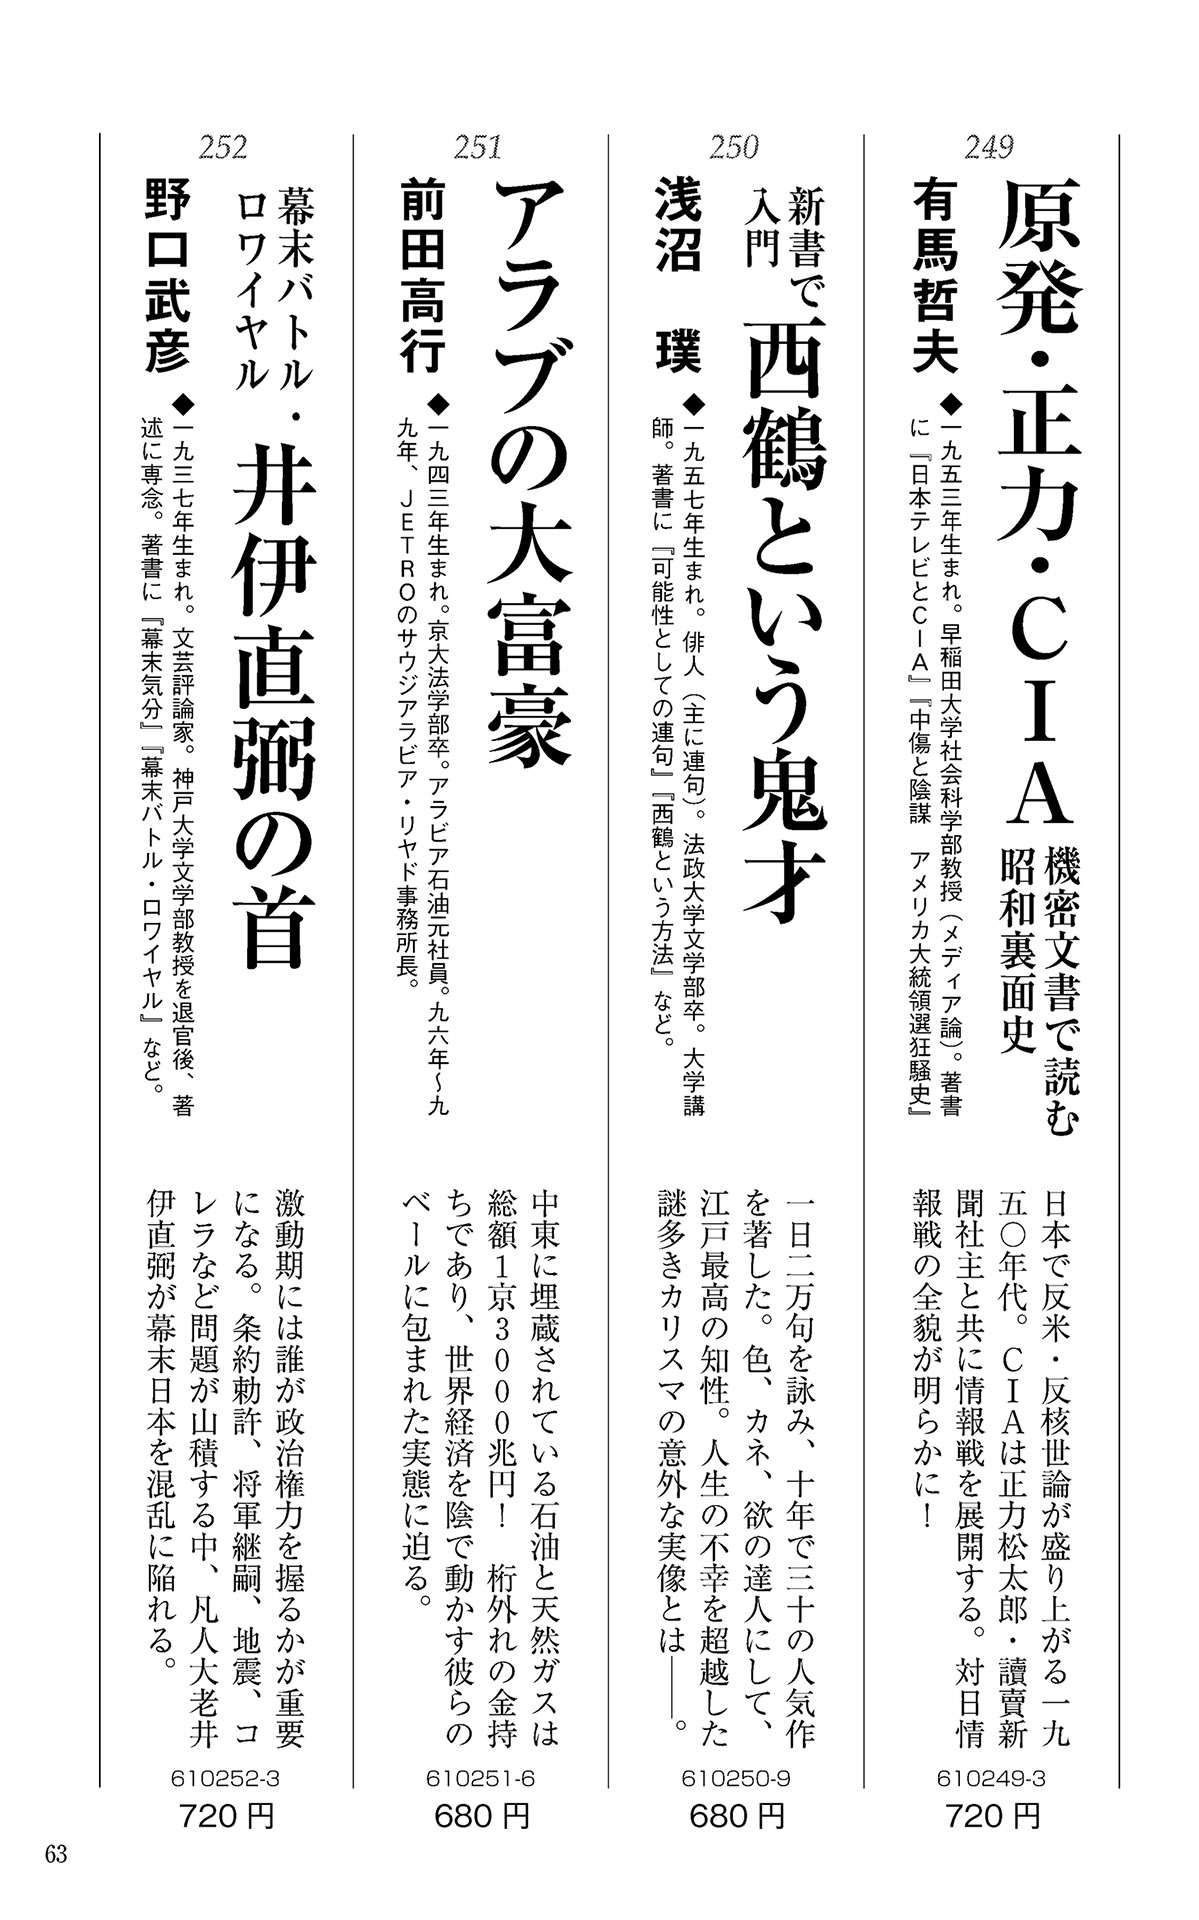 249
原発・正力・CIA
機密文書で読む
昭和裏面史
有馬哲夫
◆一九五三年生まれ。早稲田大学社会科学部教授（メディア論）。著書
に『日本テレビとCIA』『中傷と陰謀　アメリカ大統領選狂騒史』
日本で反米・反核世論が盛り上がる一九
五〇年代。CIAは正力松太郎・讀賣新
聞社主と共に情報戦を展開する。対日情
報戦の全貌が明らかに！
610249-3
720円
250
新書で
入門
西鶴という鬼才
浅沼　璞
◆一九五七年生まれ。俳人（主に連句）。法政大学文学部卒。大学講
師。著書に『可能性としての連句』『西鶴という方法』など。
一日二万句を詠み、十年で三十の人気作
を著した。色、カネ、欲の達人にして、
江戸最高の知性。人生の不幸を超越した
謎多きカリスマの意外な実像とは――。
610250-9
680円
251
アラブの大富豪
前田高行
◆一九四三年生まれ。京大法学部卒。アラビア石油元社員。九六年～九
九年、JETROのサウジアラビア・リヤド事務所長。
中東に埋蔵されている石油と天然ガスは
総額1京3000兆円！　桁外れの金持
ちであり、世界経済を陰で動かす彼らの
ベールに包まれた実態に迫る。
610251-6
680円
252
幕末バトル・
ロワイヤル
井伊直弼の首
野口武彦
◆一九三七年生まれ。文芸評論家。神戸大学文学部教授を退官後、著
述に専念。著書に『幕末気分』『幕末バトル・ロワイヤル』など。
激動期には誰が政治権力を握るかが重要
になる。条約勅許、将軍継嗣、地震、コ
レラなど問題が山積する中、凡人大老井
伊直弼が幕末日本を混乱に陥れる。
610252-3
720円
63